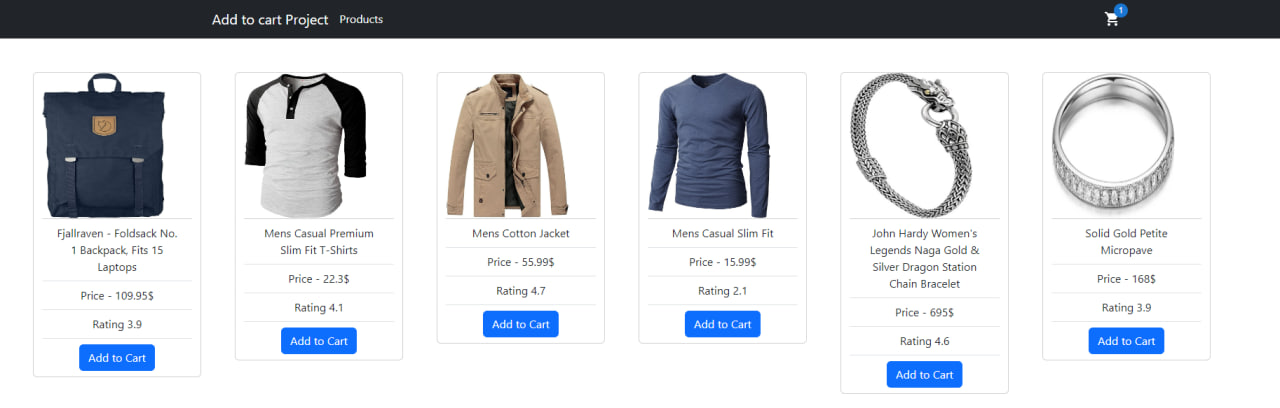 Add to cart Project
Products
1
Fjallraven - Foldsack No.
1 Backpack, Fits 15
Laptops
Price - 109.95$
Rating 3.9
Add to Cart
Mens Casual Premium
Slim Fit T-Shirts
Price - 22.3$
Rating 4.1
Add to Cart
Mens Cotton Jacket
Price - 55.99$
Rating 4.7
Add to Cart
Mens Casual Slim Fit
Price - 15.99$
Rating 2.1
Add to Cart
John Hardy Women's
Legends Naga Gold &
Silver Dragon Station
Chain Bracelet
Price - 695$
Rating 4.6
Add to Cart
Solid Gold Petite
Micropave
Price - 168$
Rating 3.9
Add to Cart